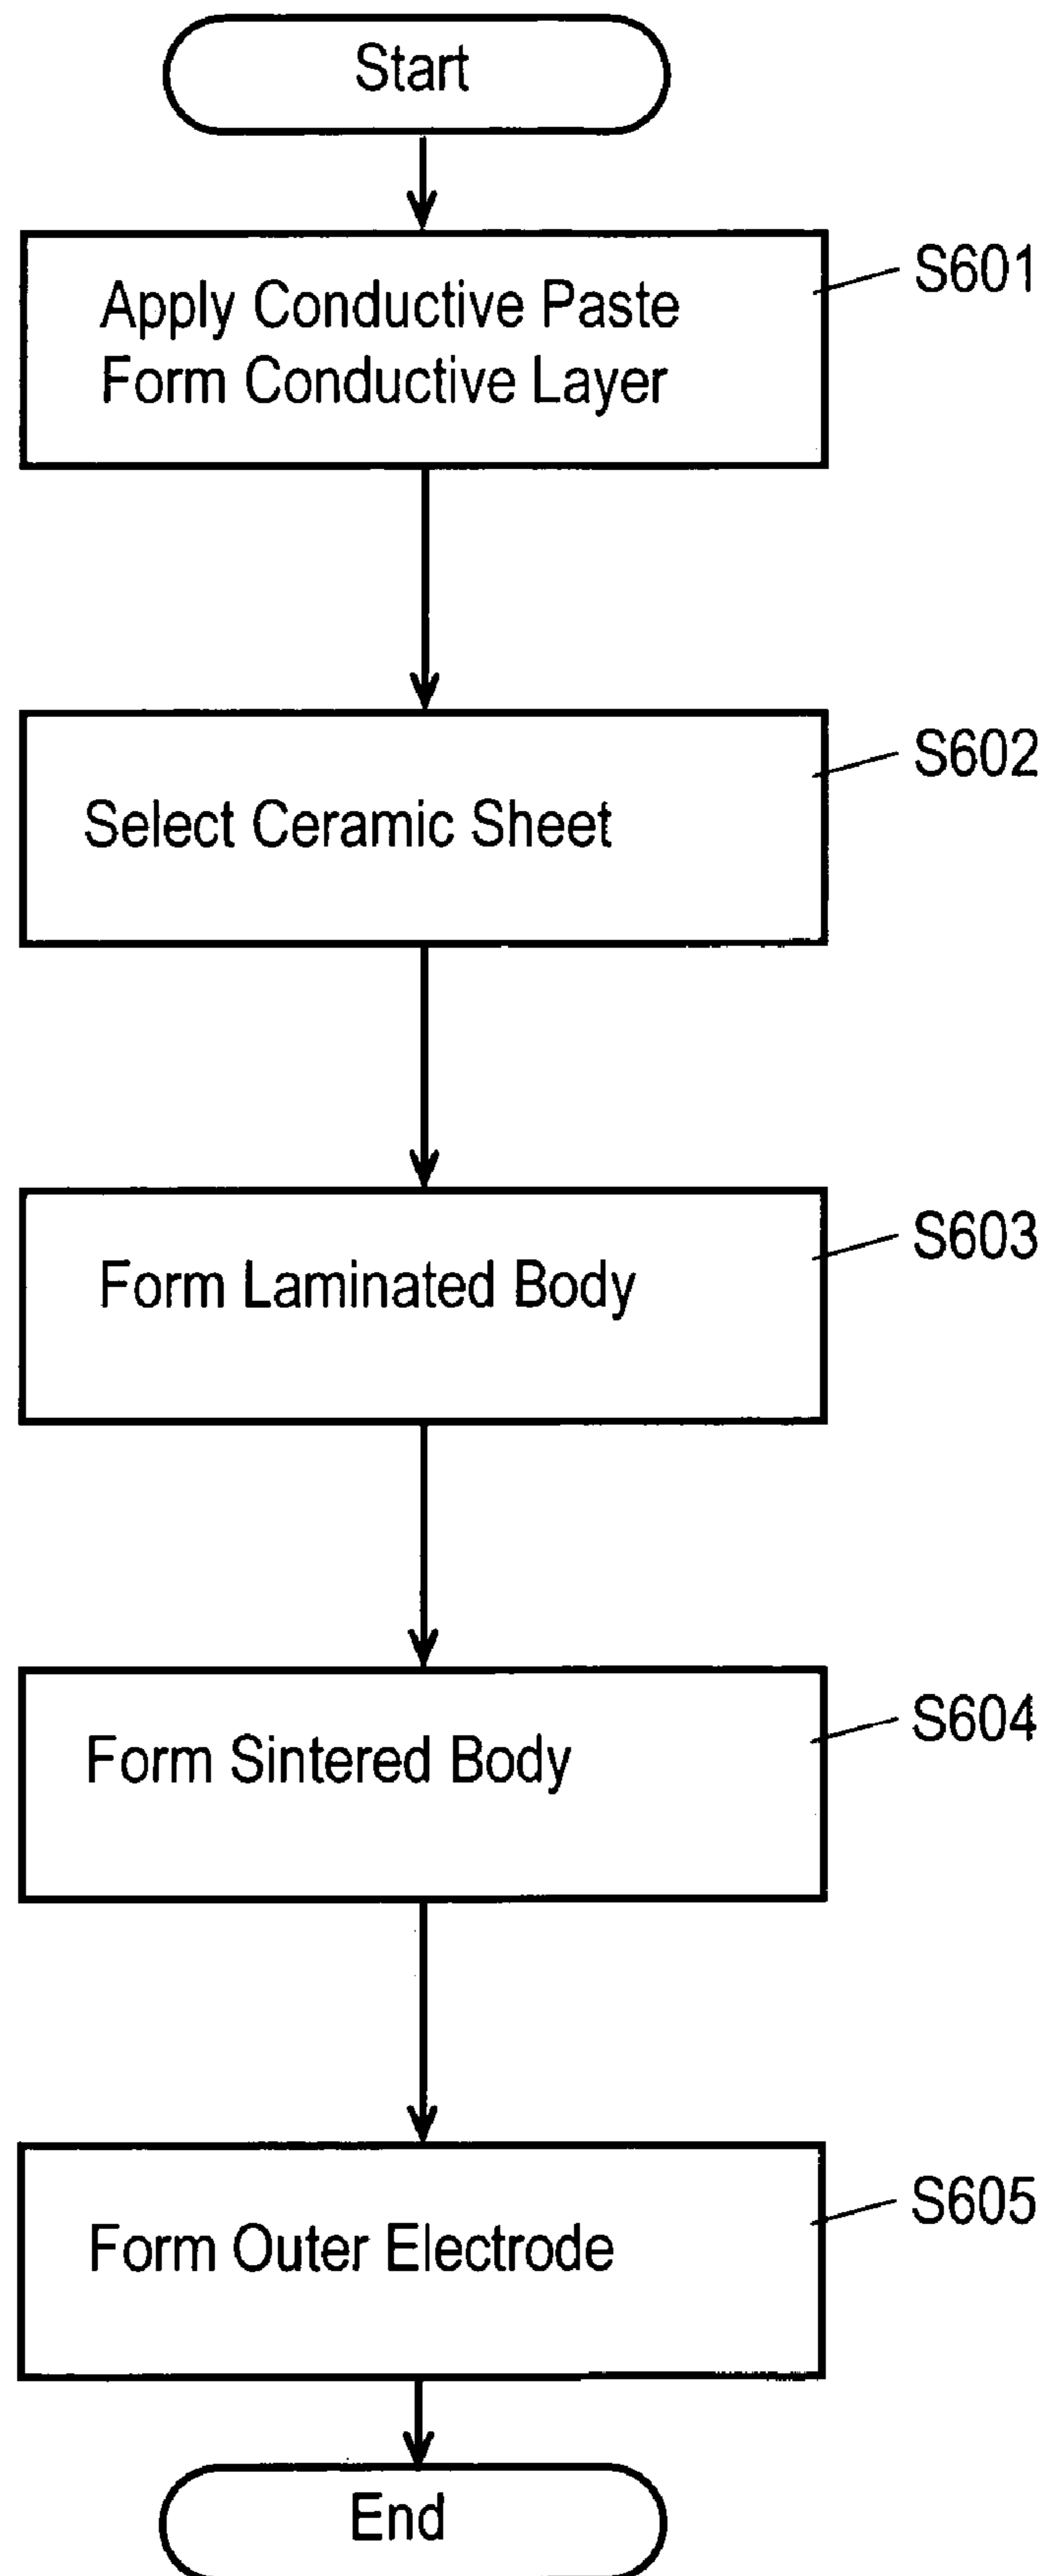 Start
Apply Conductive Paste
Form Conductive Layer
S601
Select Ceramic Sheet
S602
Form Laminated Body
S603
Form Sintered Body
S604
Form Outer Electrode
S605
End